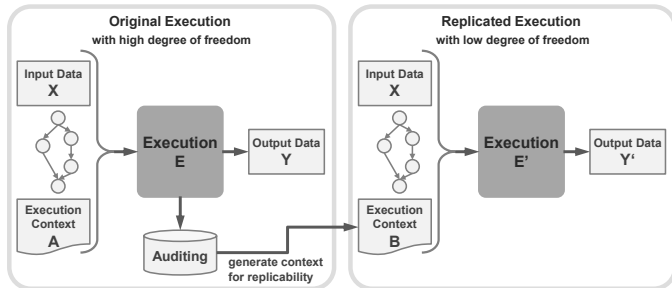 Original Execution
with high degree of freedom
Input Data
X
Execution
Context
A
Execution
E
Output Data
Y
Auditing
generate context
for replicability
Replicated Execution
with low degree of freedom
Input Data
X
Execution
Context
B
Execution
E'
Output Data
Y‘